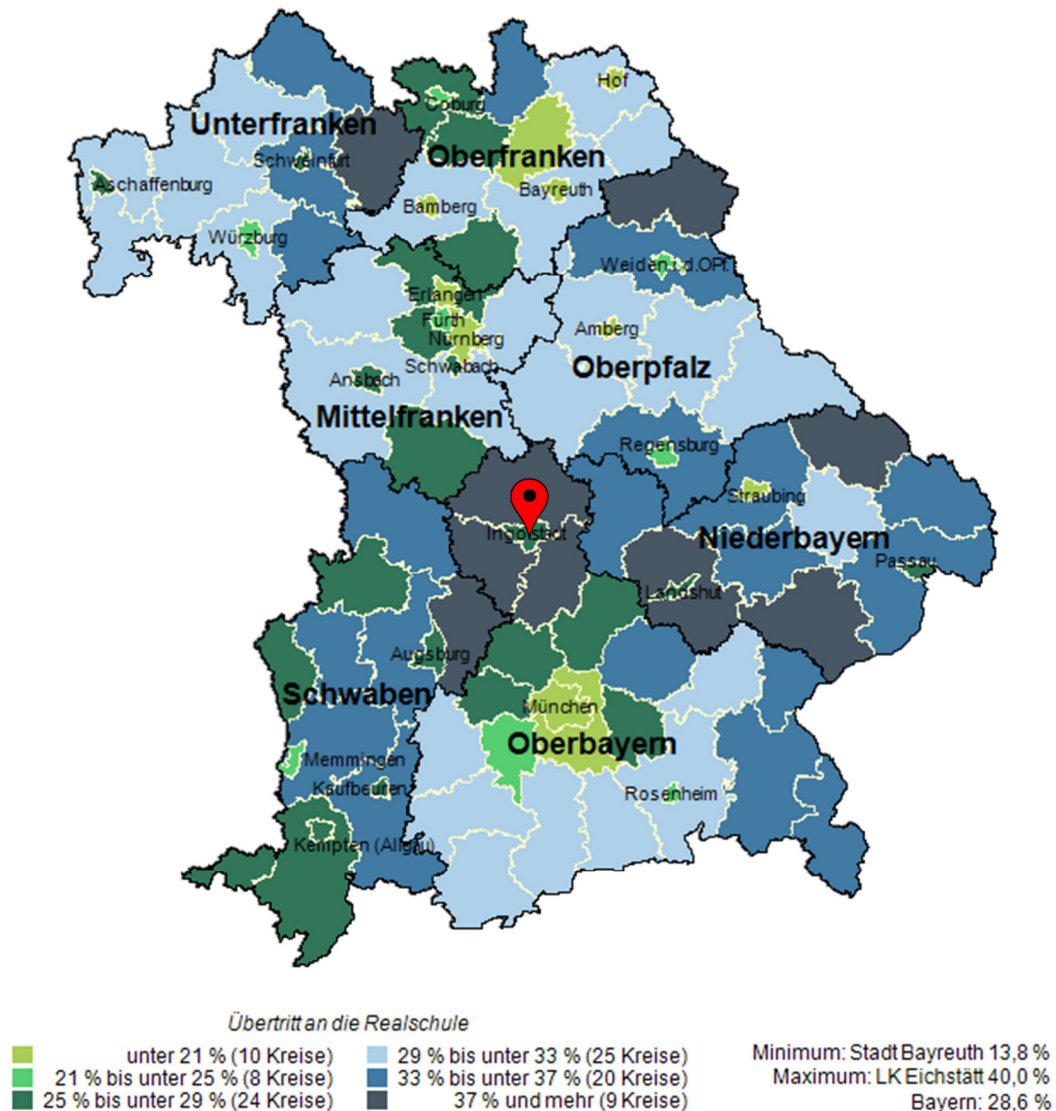 Hof
Coburg
Unterfranken
Schweinfurt
Oberfranken
Aschaffenburg
Bayreuth
Bamberg
Würzburg
Weiden i.d.OPf.
Erlangen
Fürth
Amberg
Nürnberg
Schwabach
Oberpfalz
Ansbach
Mittelfranken
Regensburg
Straubing
Ingolstadt
Niederbayern
Passau
Landshut
Augsburg
Schwaben
München
Oberbayern
Memmingen
Kaufbeuren
Rosenheim
Kempten (Allgäu)
Übertritt an die Realschule
unter 21 % (10 Kreise)
21 % bis unter 25 % (8 Kreise)
25 % bis unter 29 % (24 Kreise)
29 % bis unter 33 % (25 Kreise)
33 % bis unter 37 % (20 Kreise)
37 % und mehr (9 Kreise)
Minimum: Stadt Bayreuth 13,8 %
Maximum: LK Eichstätt 40,0 %
Bayern: 28,6 %